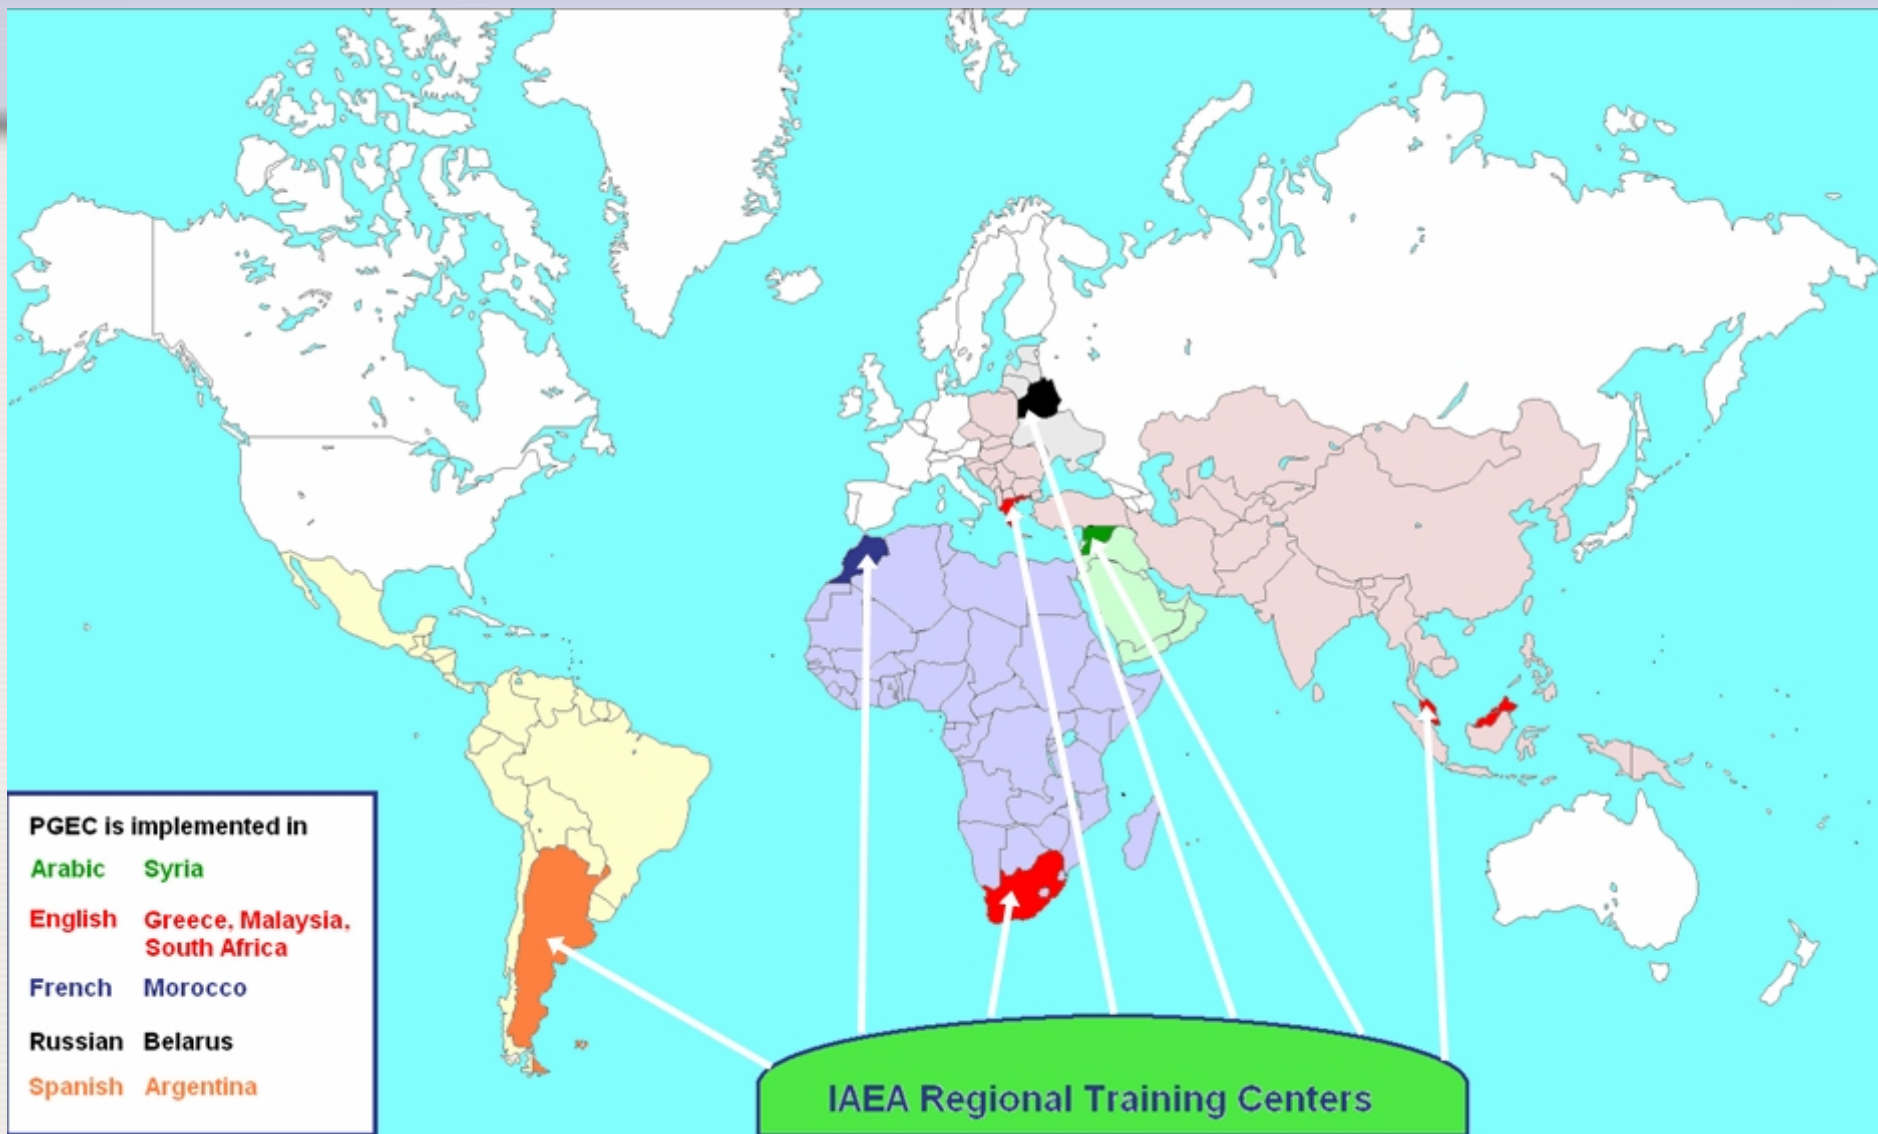 PGEC is implemented in
Arabic Syria
English Greece, Malaysia,
South Africa
French Morocco
Russian Belarus
Spanish Argentina
IAEA Regional Training Centers